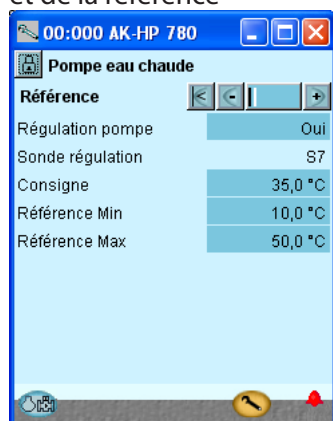 et de la référence
00:000 AK-HP 780
Pompe eau chaude
Référence
Régulation pompe Oui
Sonde régulation S7
Consigne 35,0 °C
Référence Min 10,0 °C
Référence Max 50,0 °C